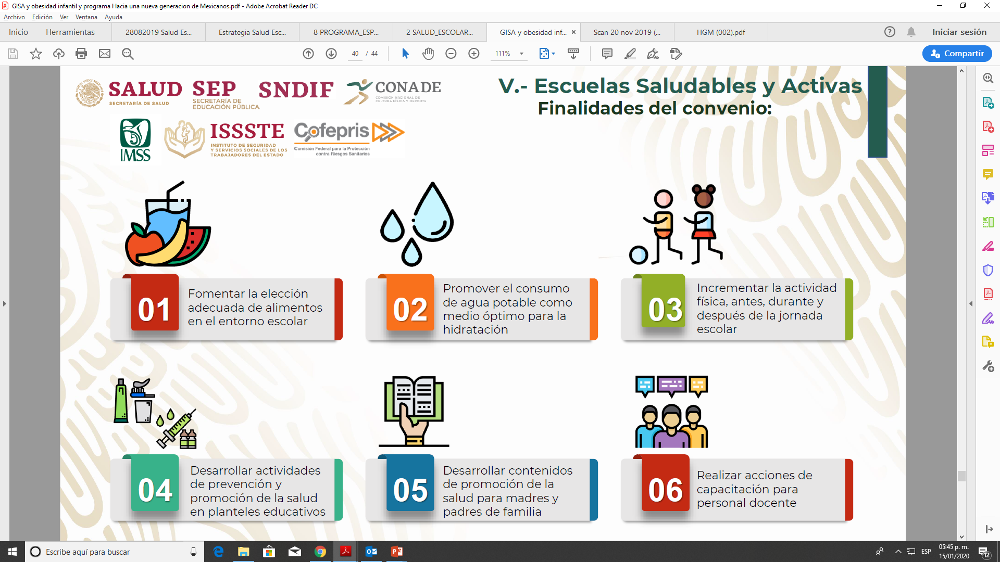 GISA y obesidad infantil y programa Hacia una nueva generacion de Mexicanos.pdf - Adobe Acrobat Reader DC
Archivo Edición Ver Ventana Ayuda
Inicio Herramientas 28082019 Salud Es... Estrategia Salud Esc... 8 PROGRAMA_ESP... 2 SALUD_ESCOLAR... GISA y obesidad inf... × Scan 20 nov 2019 (... HGM (002).pdf Iniciar sesión
40 / 44 111% Compartir
SALUD
SECRETARÍA DE SALUD
SEP
SECRETARÍA DE
EDUCACIÓN PÚBLICA
SNDIF
CONADE
COMISIÓN NACIONAL DE
CULTURA FÍSICA Y DEPORTE
V.- Escuelas Saludables y Activas
Finalidades del convenio:
IMSS
ISSSTE
INSTITUTO DE SEGURIDAD
Y SERVICIOS SOCIALES DE LOS
TRABAJADORES DEL ESTADO
Cofepris
Comisión Federal para la Protección
contra Riesgos Sanitarios
01
Fomentar la elección
adecuada de alimentos
en el entorno escolar
02
Promover el consumo
de agua potable como
medio óptimo para la
hidratación
03
Incrementar la actividad
física, antes, durante y
después de la jornada
escolar
04
Desarrollar actividades
de prevención y
promoción de la salud
en planteles educativos
05
Desarrollar contenidos
de promoción de la
salud para madres y
padres de familia
06
Realizar acciones de
capacitación para
personal docente
Escribe aquí para buscar
ESP
05:45 p. m.
15/01/2020
12